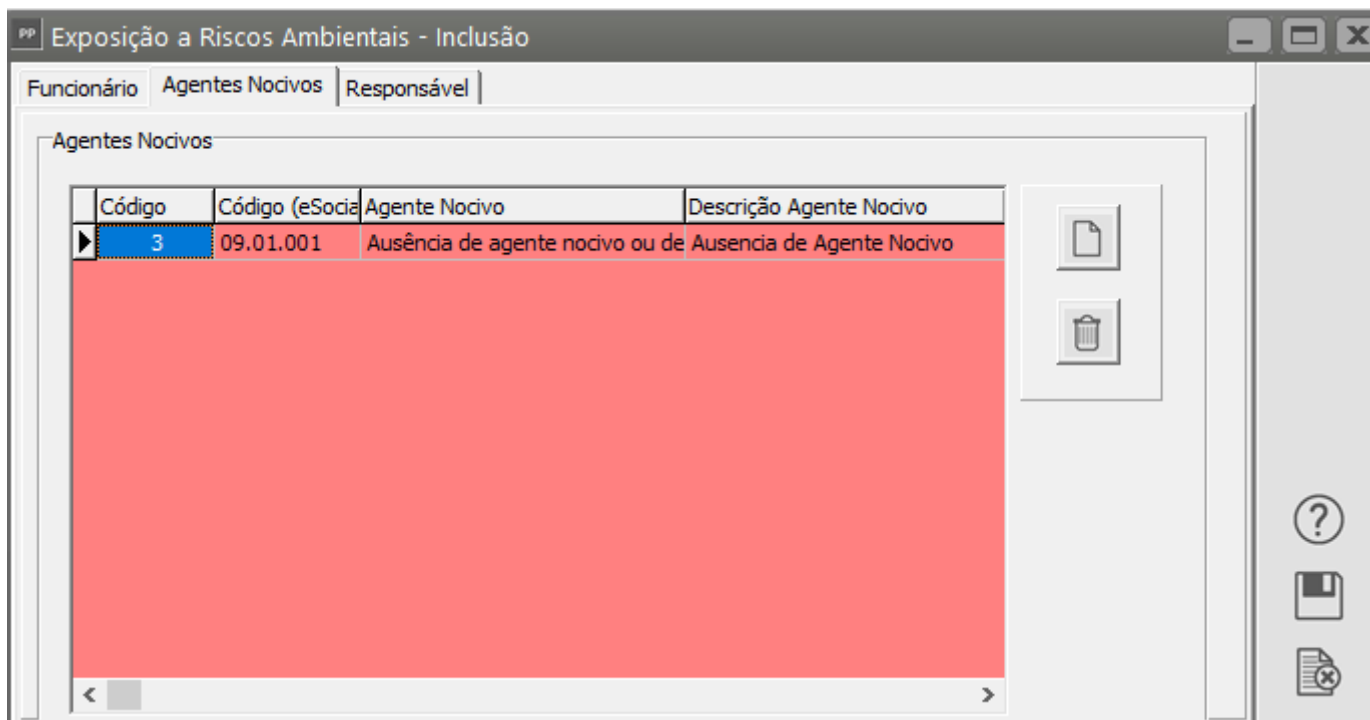 PP Exposição a Riscos Ambientais - Inclusão
Funcionário Agentes Nocivos Responsável
Agentes Nocivos
Código Código (eSocia Agente Nocivo Descrição Agente Nocivo
3 09.01.001 Ausência de agente nocivo ou de Ausencia de Agente Nocivo